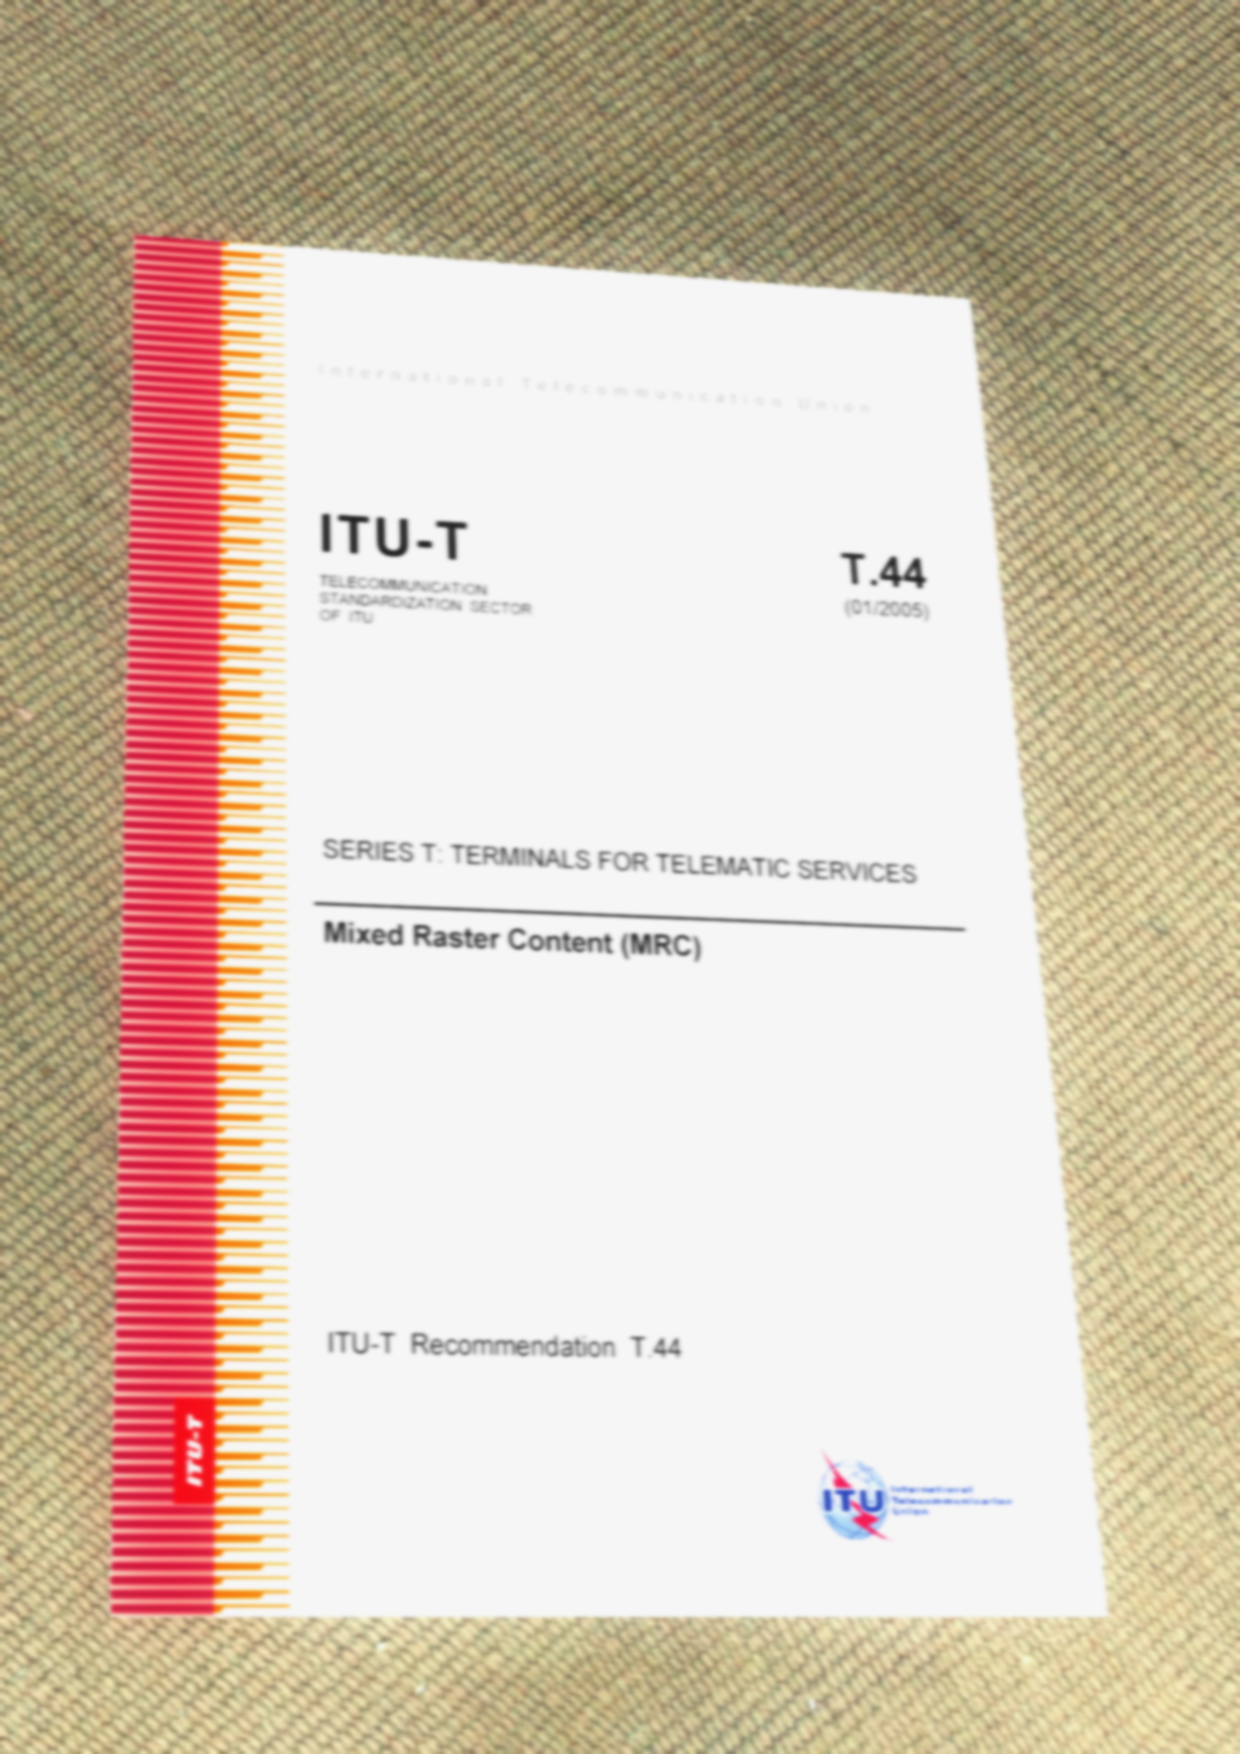 International Telecommunication Union
ITU-T
T.44
TELECOMMUNICATION
STANDARDIZATION SECTOR
OF ITU
(01/2005)
SERIES T: TERMINALS FOR TELEMATIC SERVICES
Mixed Raster Content (MRC)
ITU-T Recommendation T.44
ITU-T
ITU
International
Telecommunication
Union